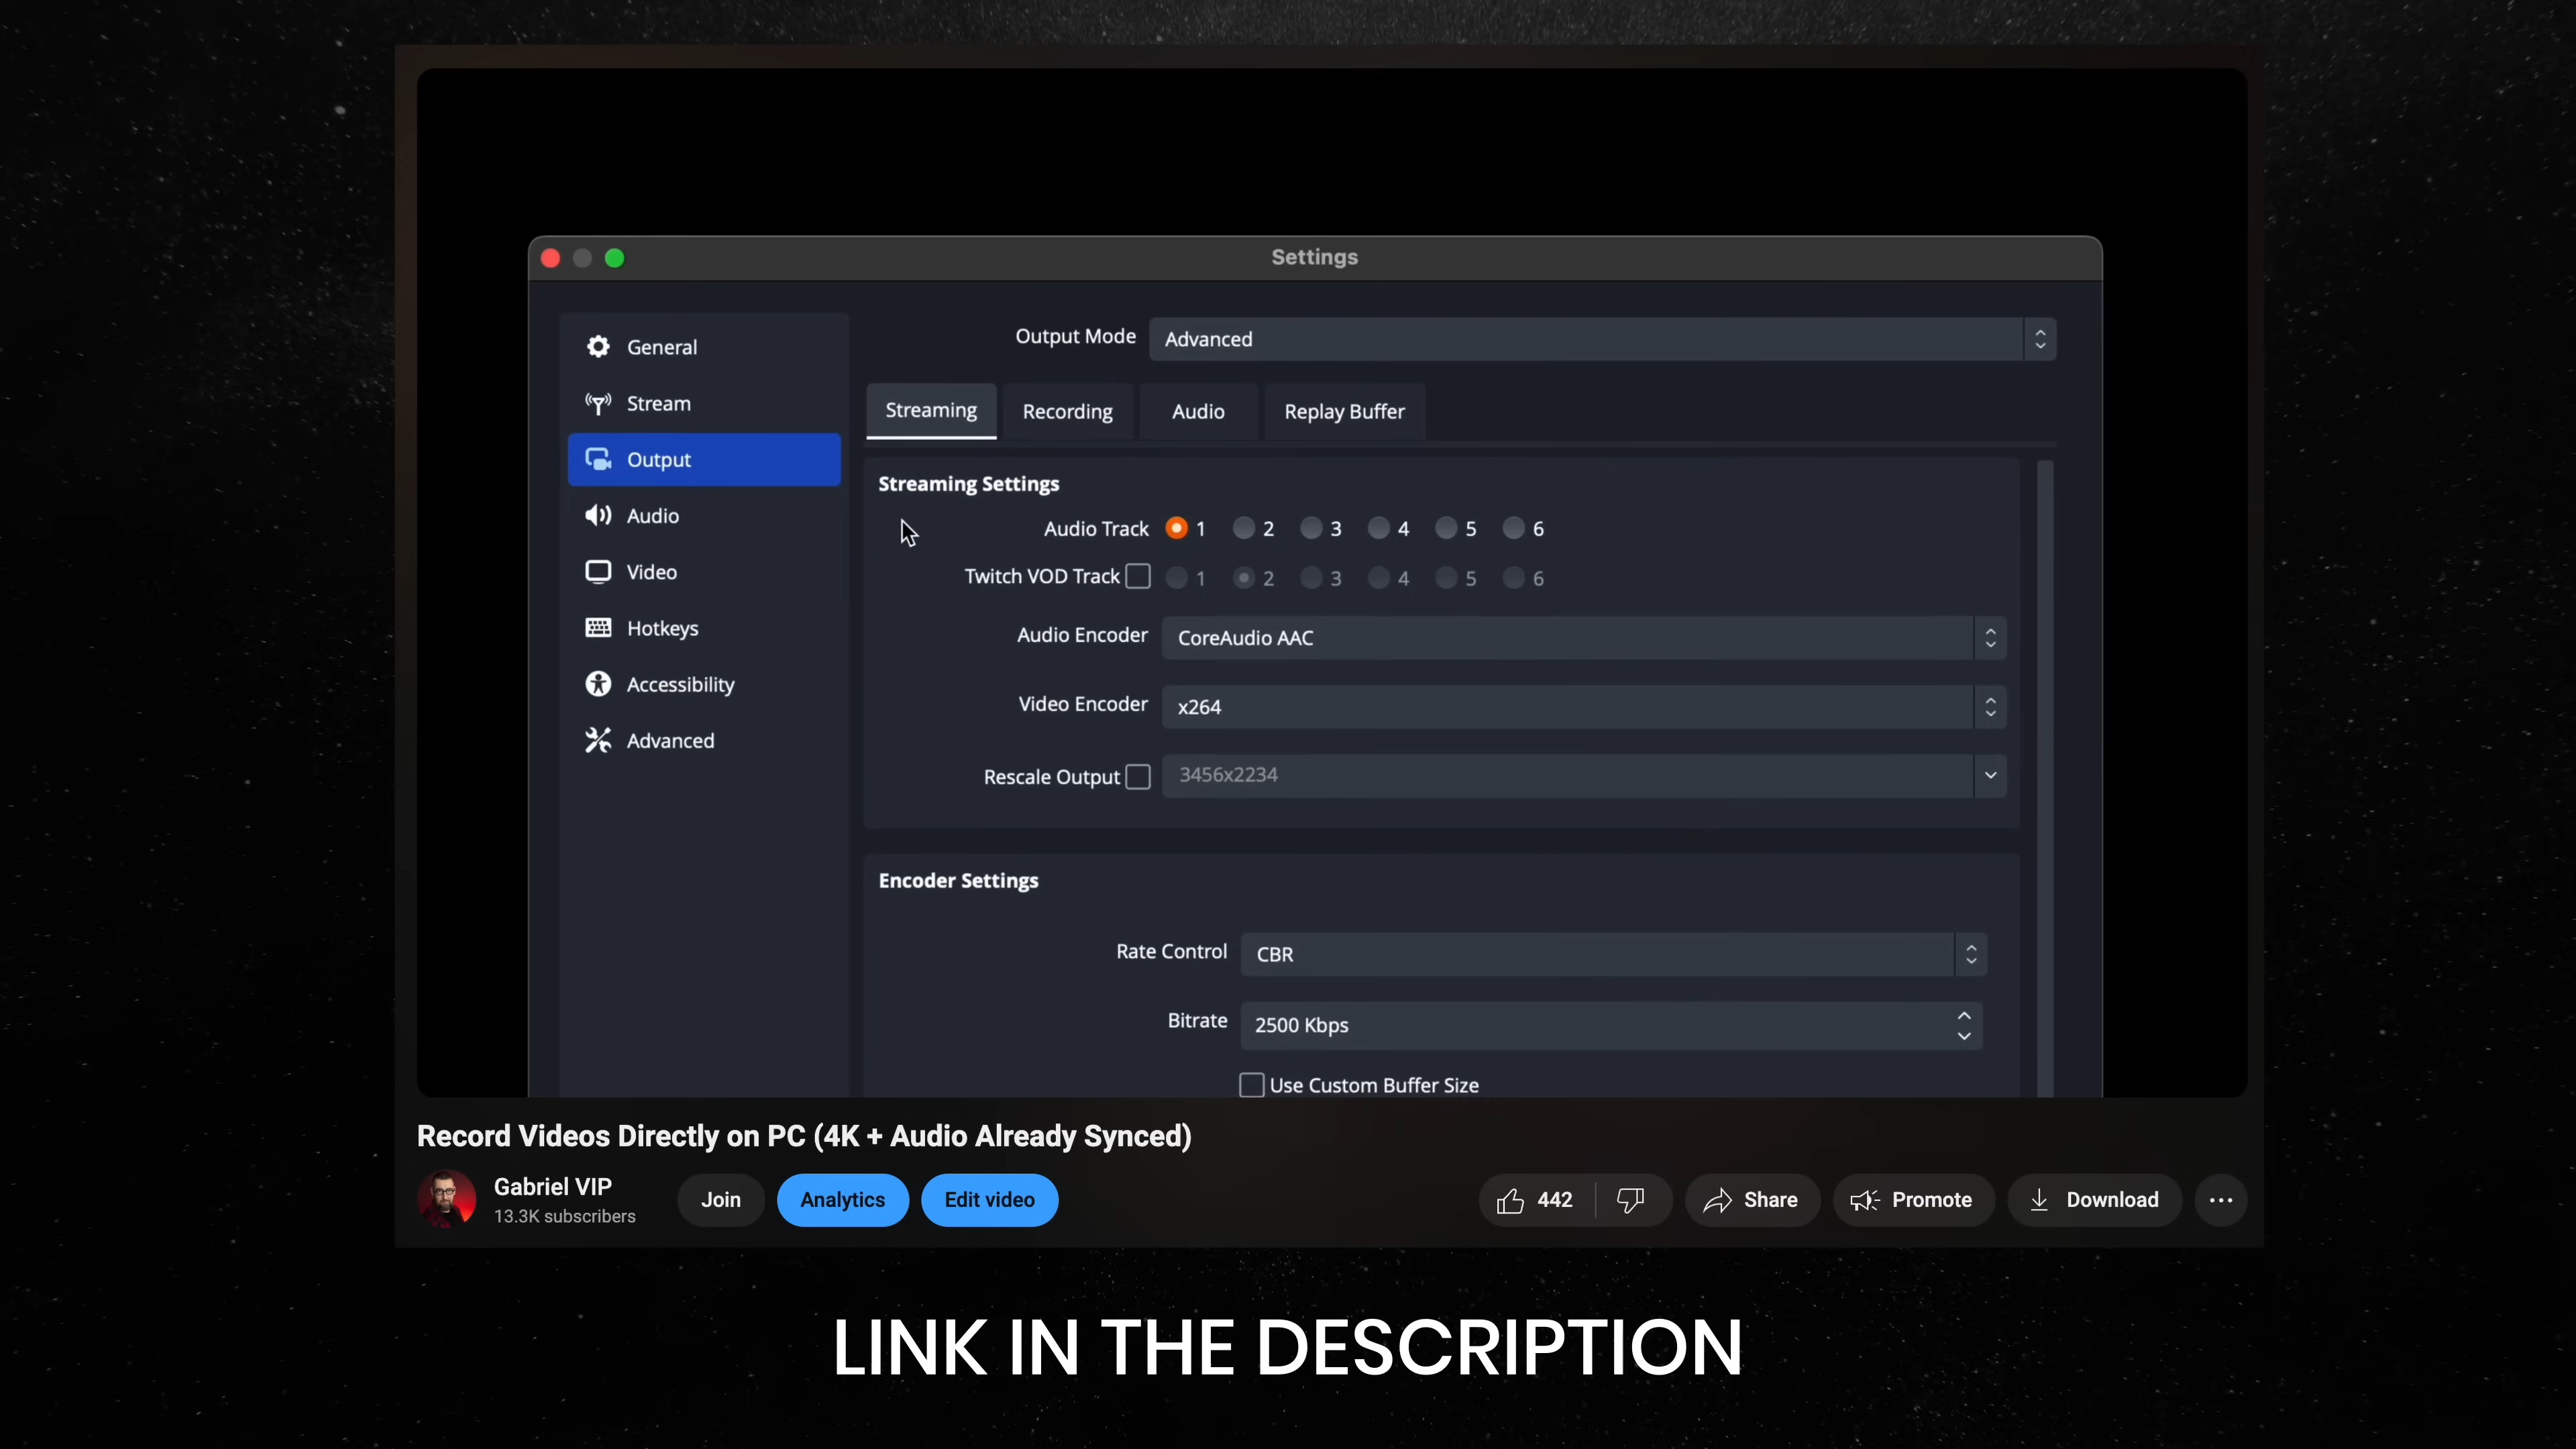 Settings
General
Stream
Output
Audio
Video
Hotkeys
Accessibility
Advanced
Output Mode Advanced
Streaming Recording Audio Replay Buffer
Streaming Settings
Audio Track 1 2 3 4 5 6
Twitch VOD Track 1 2 3 4 5 6
Audio Encoder CoreAudio AAC
Video Encoder x264
Rescale Output 3456x2234
Encoder Settings
Rate Control CBR
Bitrate 2500 Kbps
Use Custom Buffer Size
Record Videos Directly on PC (4K + Audio Already Synced)
Gabriel VIP
13.3K subscribers
Join Analytics Edit video 442 Share Promote Download
LINK IN THE DESCRIPTION